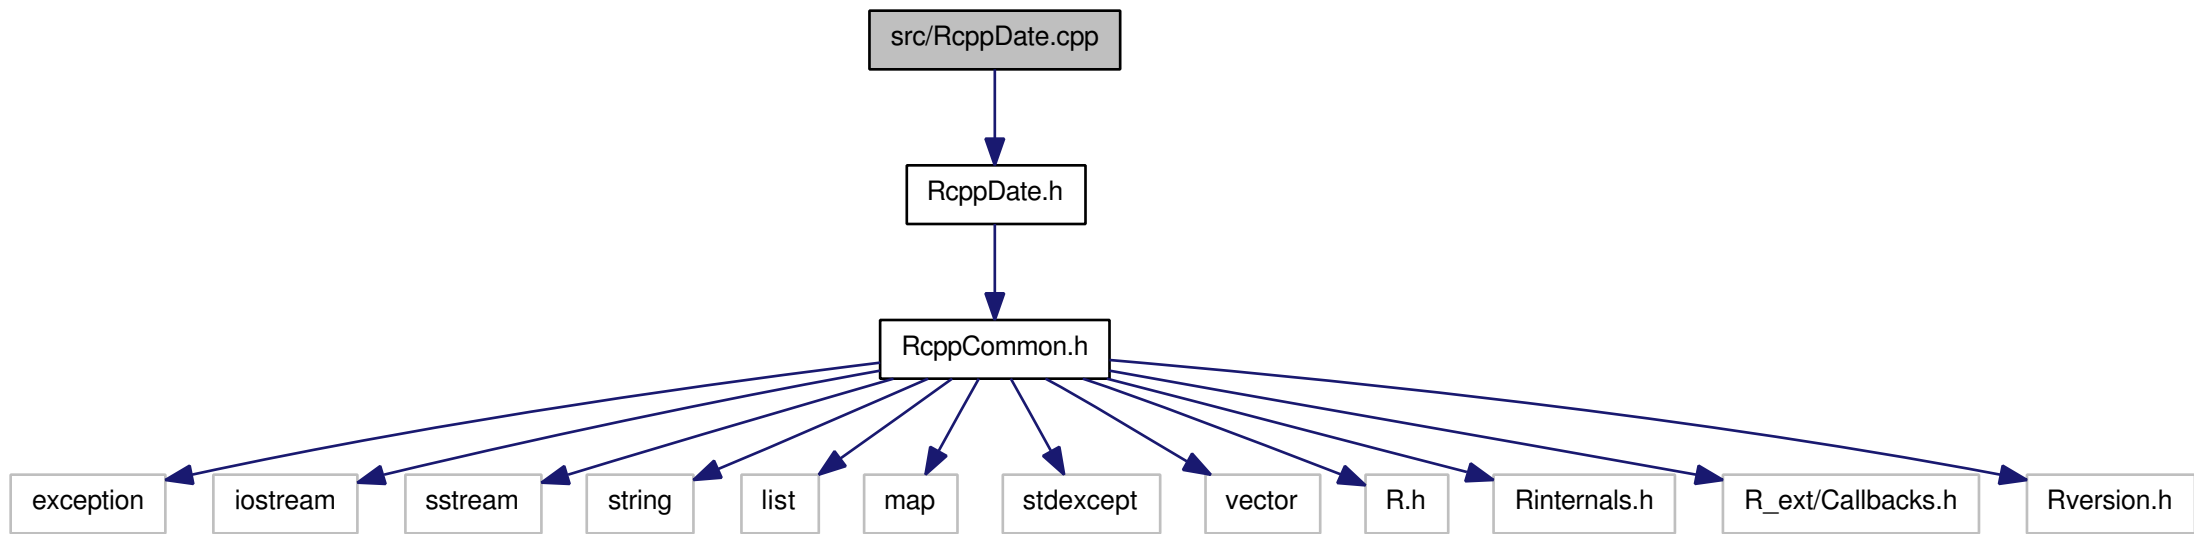 src/RcppDate.cpp
RcppDate.h
RcppCommon.h
exception
iostream
sstream
string
list
map
stdexcept
vector
R.h
Rinternals.h
R_ext/Callbacks.h
Rversion.h